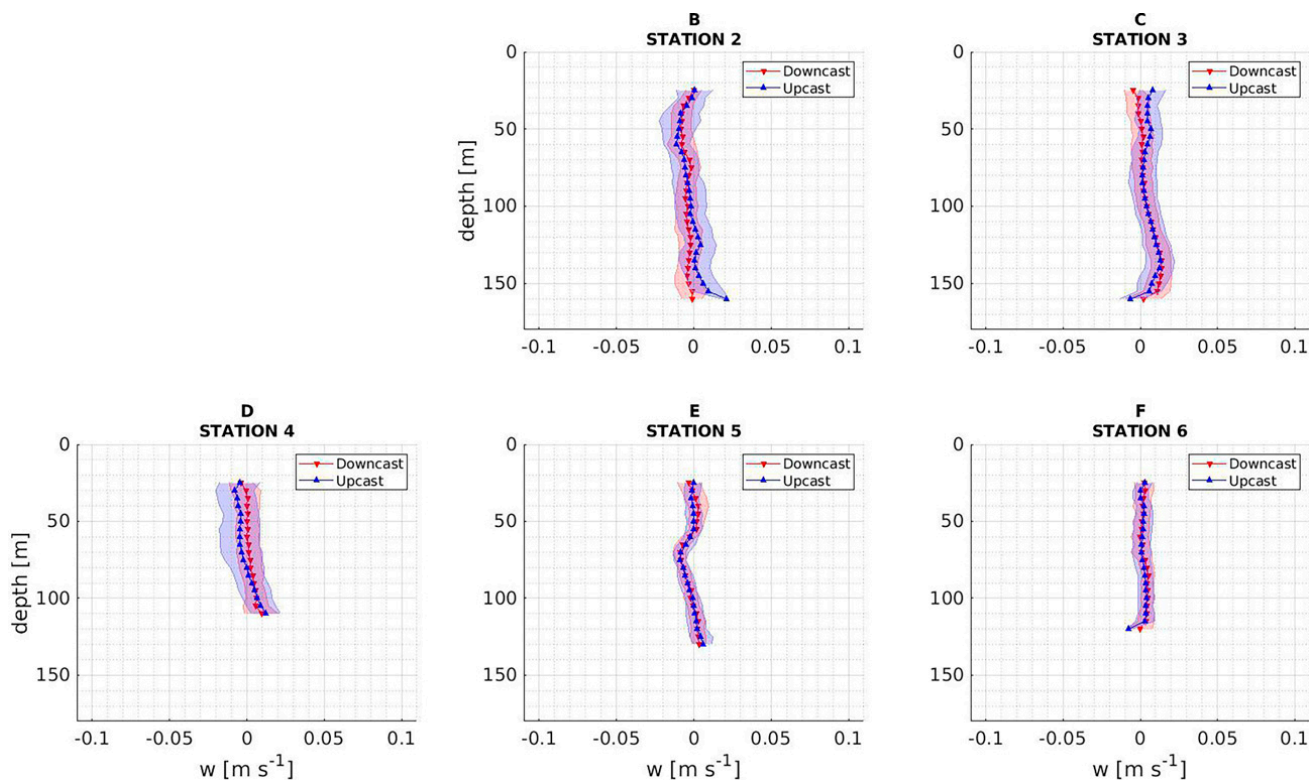 B
STATION 2
C
STATION 3
0
50
100
150
depth [m]
Downcast
Upcast
-0.1
-0.05
0
0.05
0.1
0
50
100
150
Downcast
Upcast
-0.1
-0.05
0
0.05
0.1
D
STATION 4
E
STATION 5
F
STATION 6
0
50
100
150
depth [m]
Downcast
Upcast
-0.1
-0.05
0
0.05
0.1
w [m s⁻¹]
0
50
100
150
Downcast
Upcast
-0.1
-0.05
0
0.05
0.1
w [m s⁻¹]
0
50
100
150
Downcast
Upcast
-0.1
-0.05
0
0.05
0.1
w [m s⁻¹]